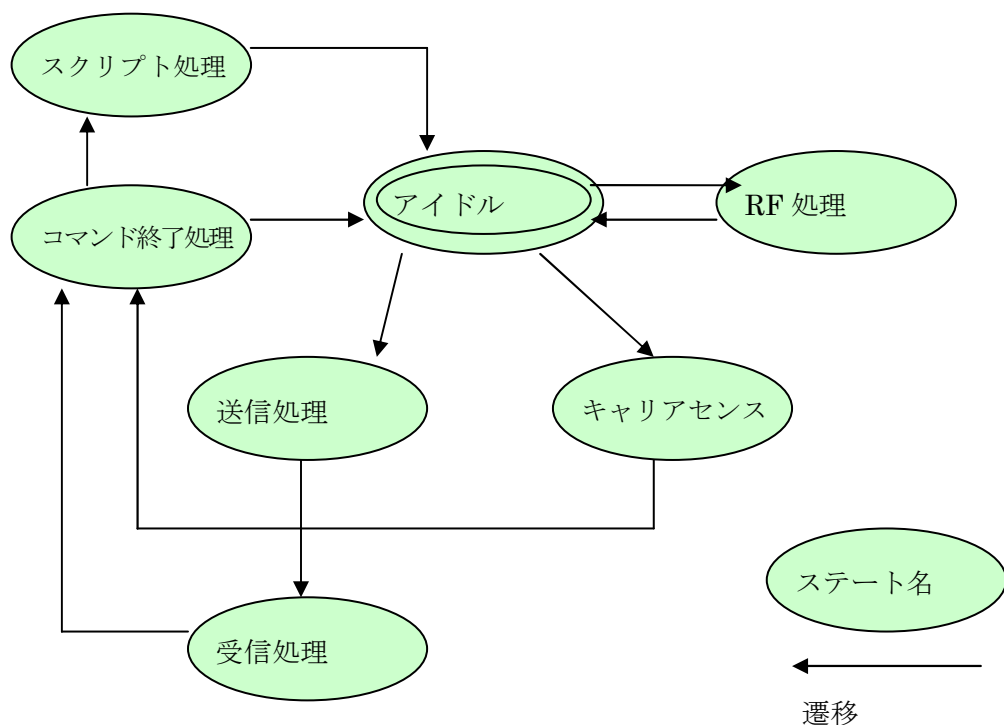 スクリプト処理
アイドル
RF 処理
コマンド終了処理
送信処理
キャリアセンス
ステート名
受信処理
遷移